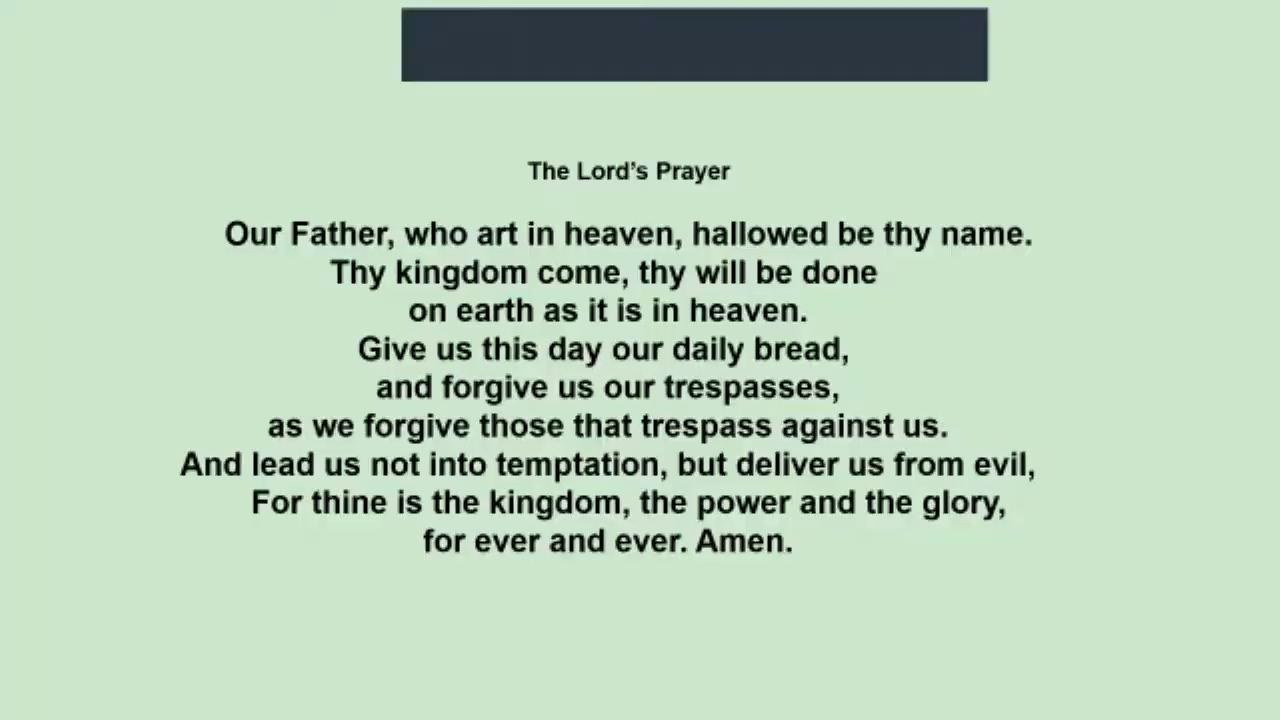 The Lord’s Prayer
Our Father, who art in heaven, hallowed be thy name.
Thy kingdom come, thy will be done
on earth as it is in heaven.
Give us this day our daily bread,
and forgive us our trespasses,
as we forgive those that trespass against us.
And lead us not into temptation, but deliver us from evil,
For thine is the kingdom, the power and the glory,
for ever and ever. Amen.